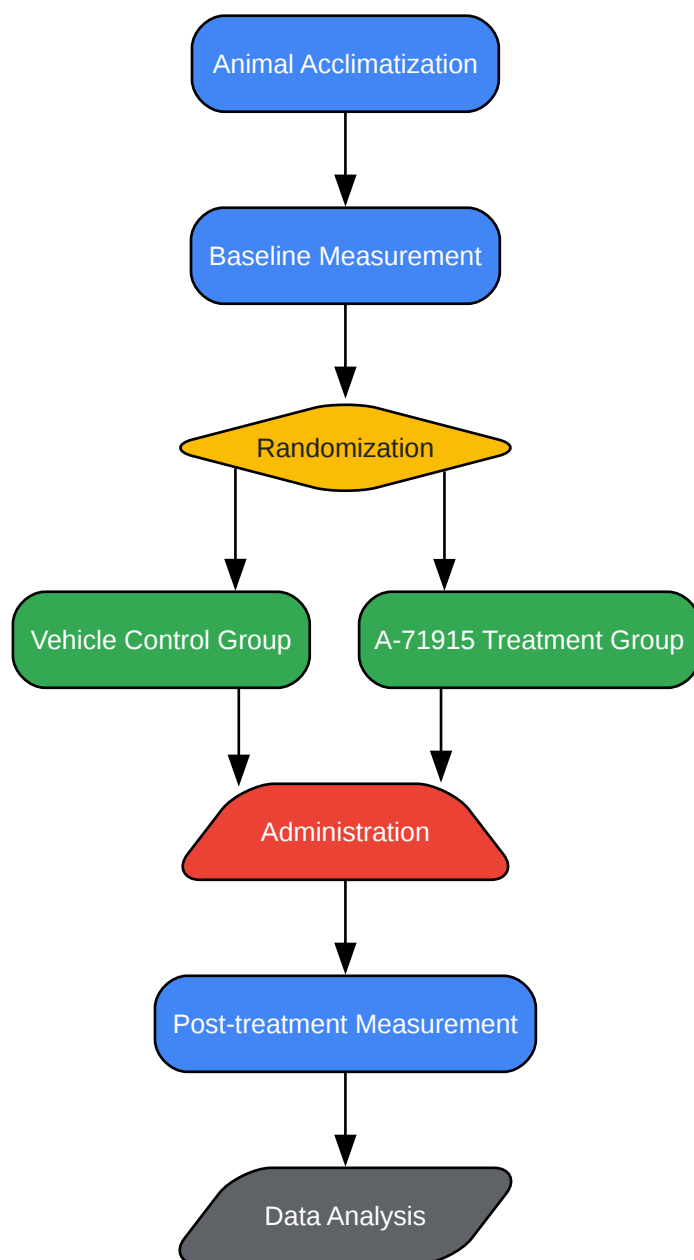 Animal Acclimatization
Baseline Measurement
Randomization
Vehicle Control Group
A-71915 Treatment Group
Administration
Post-treatment Measurement
Data Analysis